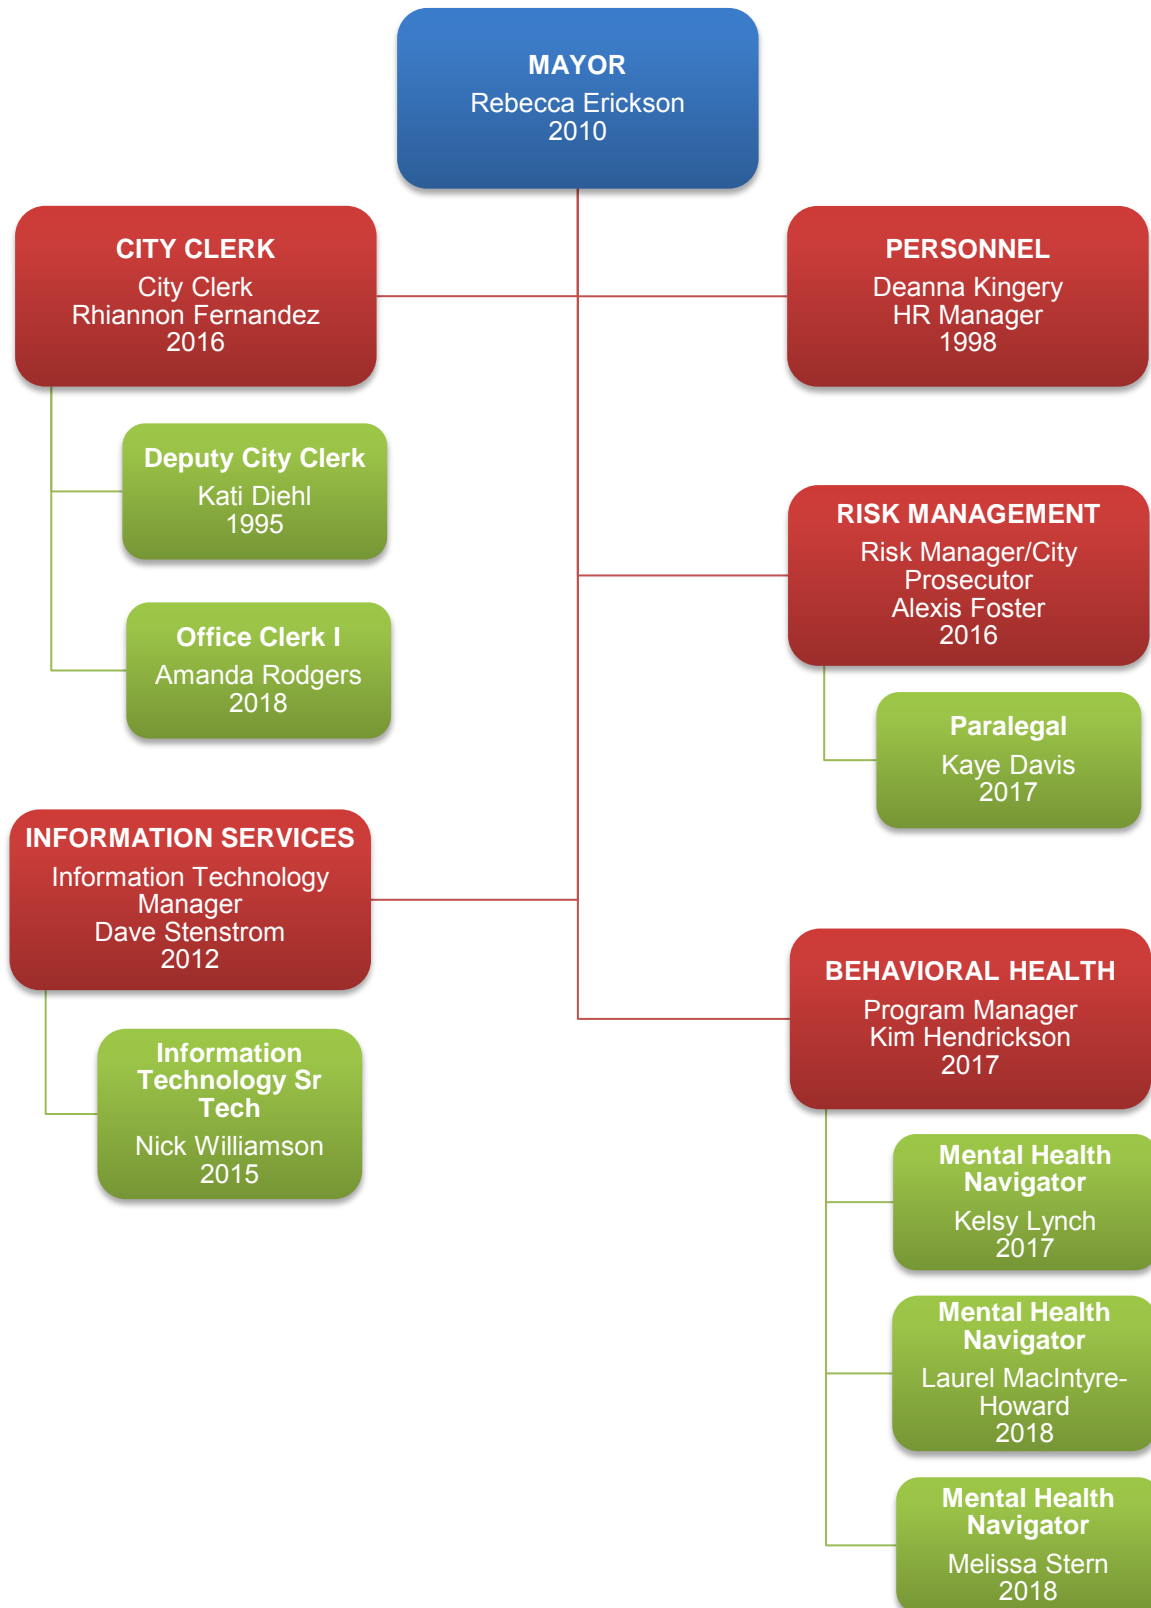 MAYOR
Rebecca Erickson
2010
CITY CLERK
City Clerk
Rhiannon Fernandez
2016
PERSONNEL
Deanna Kingery
HR Manager
1998
Deputy City Clerk
Kati Diehl
1995
Office Clerk I
Amanda Rodgers
2018
RISK MANAGEMENT
Risk Manager/City
Prosecutor
Alexis Foster
2016
Paralegal
Kaye Davis
2017
INFORMATION SERVICES
Information Technology
Manager
Dave Stenstrom
2012
Information
Technology Sr
Tech
Nick Williamson
2015
BEHAVIORAL HEALTH
Program Manager
Kim Hendrickson
2017
Mental Health
Navigator
Kelsy Lynch
2017
Mental Health
Navigator
Laurel MacIntyre-
Howard
2018
Mental Health
Navigator
Melissa Stern
2018